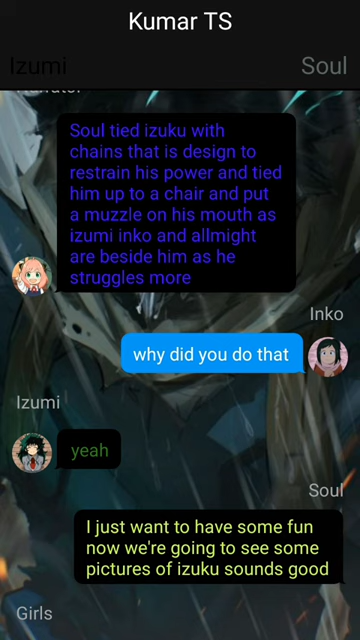 Kumar TS
Izumi
Soul
Narrator
Soul tied izuku with
chains that is design to
restrain his power and tied
him up to a chair and put
a muzzle on his mouth as
izumi inko and allmight
are beside him as he
struggles more
Inko
why did you do that
Izumi
yeah
Soul
I just want to have some fun
now we're going to see some
pictures of izuku sounds good
Girls